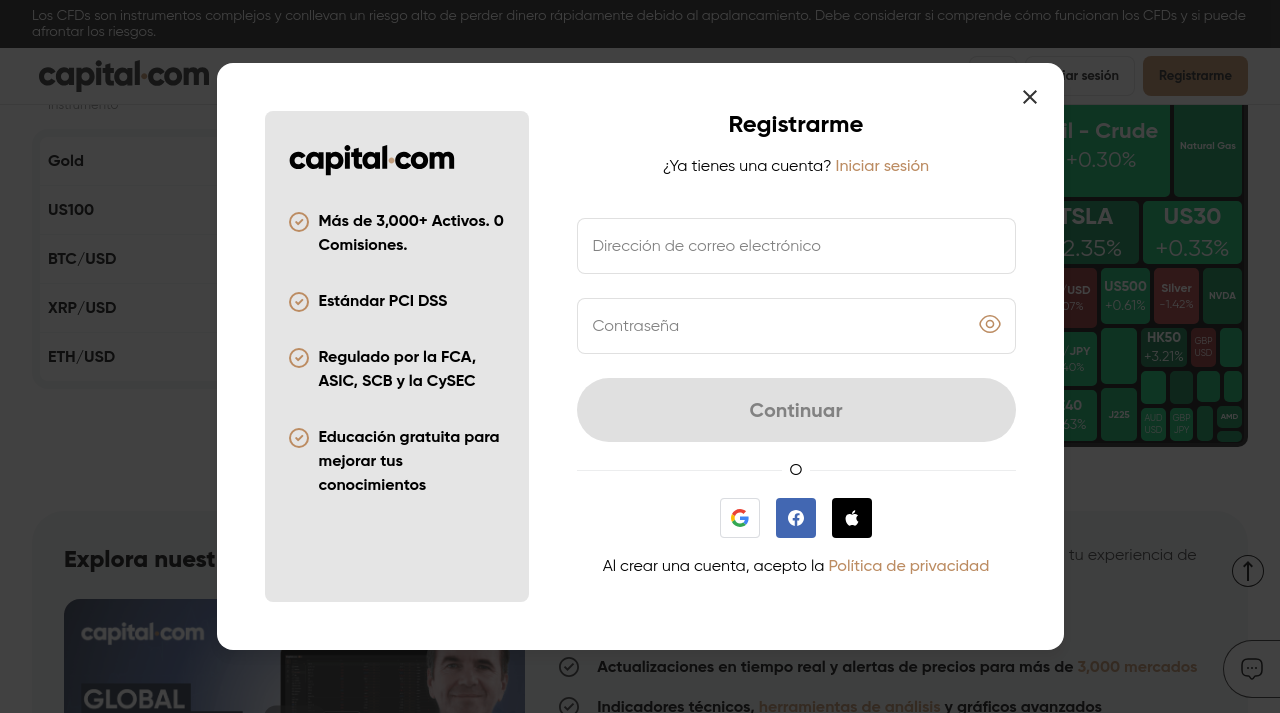 Los CFDs son instrumentos complejos y conllevan un riesgo alto de perder dinero rápidamente debido al apalancamiento. Debe considerar si comprende cómo funcionan los CFDs y si puede
afrontar los riesgos.
capital.com
ar sesión
Registrarme
Instrumento
Gold
US100
BTC/USD
XRP/USD
ETH/USD
il - Crude
+0.30%
Natural Gas
TSLA
2.35%
US30
+0.33%
/USD
07%
US500
+0.61%
Silver
-1.42%
NVDA
/JPY
40%
HK50
+3.21%
GBP
USD
40
63%
J225
AUD
USD
GBP
JPY
AMD
capital.com
Más de 3,000+ Activos. 0
Comisiones.
Estándar PCI DSS
Regulado por la FCA,
ASIC, SCB y la CySEC
Educación gratuita para
mejorar tus
conocimientos
Registrarme
¿Ya tienes una cuenta? Iniciar sesión
Dirección de correo electrónico
Contraseña
Continuar
O
Al crear una cuenta, acepto la Política de privacidad
Explora nuest
tu experiencia de
capital.com
GLOBAL
Actualizaciones en tiempo real y alertas de precios para más de 3,000 mercados
Indicadores técnicos, herramientas de análisis y gráficos avanzados